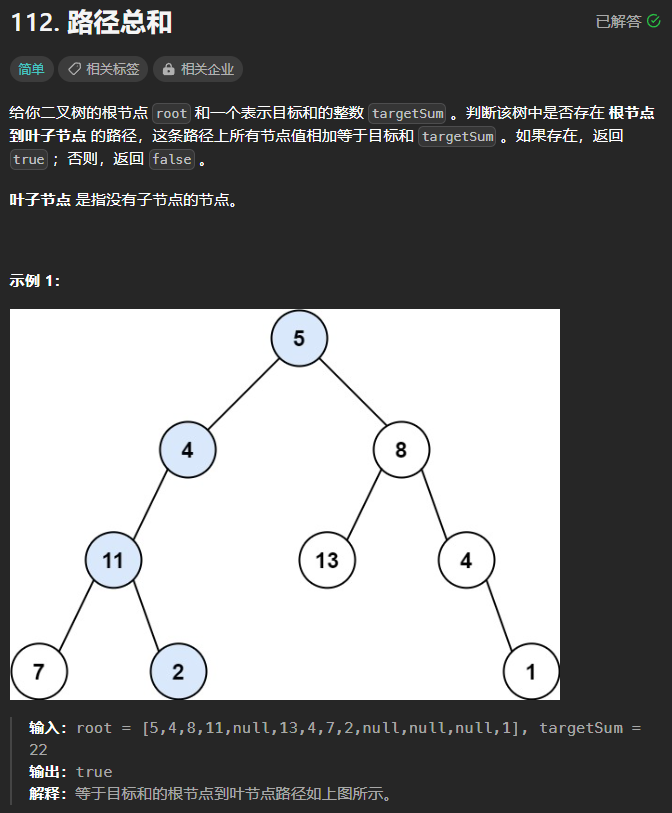 112. 路径总和
已解答
简单 相关标签 相关企业
给你二叉树的根节点 root 和一个表示目标和的整数 targetSum 。判断该树中是否存在 根节点
到叶子节点 的路径，这条路径上所有节点值相加等于目标和 targetSum 。如果存在，返回
true ；否则，返回 false 。
叶子节点 是指没有子节点的节点。
示例 1：
5
4
8
11
13
4
7
2
1
输入：root = [5,4,8,11,null,13,4,7,2,null,null,null,1], targetSum =
22
输出：true
解释：等于目标和的根节点到叶节点路径如上图所示。